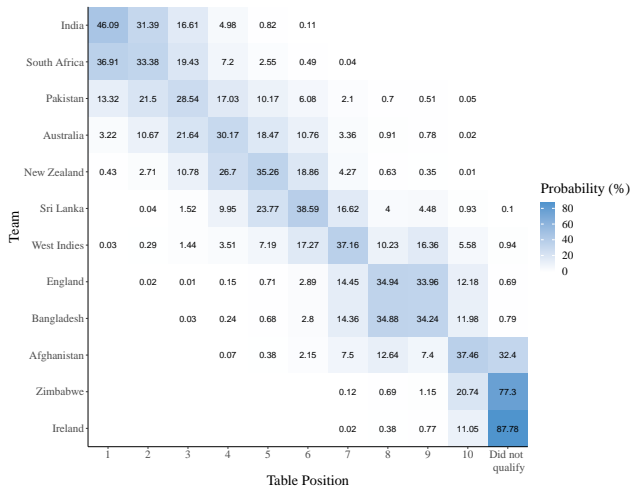 India 46.09 31.39 16.61 4.98 0.82 0.11
South Africa 36.91 33.38 19.43 7.2 2.55 0.49 0.04
Pakistan 13.32 21.5 28.54 17.03 10.17 6.08 2.1 0.7 0.51 0.05
Australia 3.22 10.67 21.64 30.17 18.47 10.76 3.36 0.91 0.78 0.02
New Zealand 0.43 2.71 10.78 26.7 35.26 18.86 4.27 0.63 0.35 0.01
Sri Lanka 0.04 1.52 9.95 23.77 38.59 16.62 4 4.48 0.93 0.1
West Indies 0.03 0.29 1.44 3.51 7.19 17.27 37.16 10.23 16.36 5.58 0.94
England 0.02 0.01 0.15 0.71 2.89 14.45 34.94 33.96 12.18 0.69
Bangladesh 0.03 0.24 0.68 2.8 14.36 34.88 34.24 11.98 0.79
Afghanistan 0.07 0.38 2.15 7.5 12.64 7.4 37.46 32.4
Zimbabwe 0.12 0.69 1.15 20.74 77.3
Ireland 0.02 0.38 0.77 11.05 87.78
1 2 3 4 5 6 7 8 9 10 Did not
qualify
Table Position
Team
Probability (%)
80
60
40
20
0